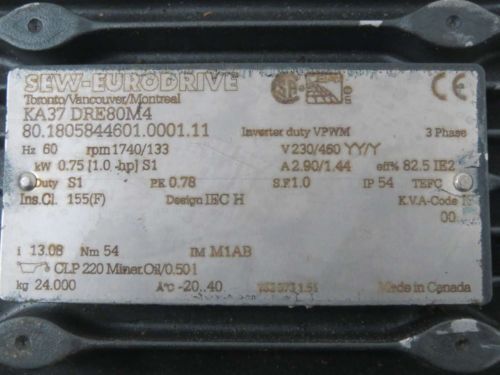 SEW-EURODRIVE
Toronto/Vancouver/Montreal
KA37 DRE80M4
80.1805844601.0001.11 Inverter duty VPWM 3 Phase
Hz 60 rpm 1740/133 V 230/460 YY/Y
kW 0.75 [1.0 -hp] S1 A 2.90/1.44 eff% 82.5 IE2
Duty S1 PK 0.78 S.F 1.0 IP 54 TEFC
Ins.Cl. 155(F) Design IEC H K.V.A-Code
00
i 13.08 Nm 54 IM M1AB
CLP 220 Miner.Oil/0.50 l
kg 24.000 A°C -20..40 Made in Canada
CE